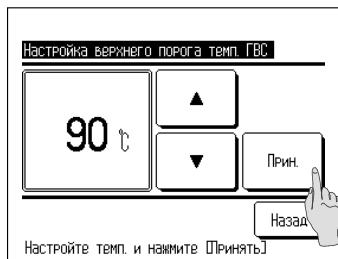 Настройка верхнего порога темп. ГВС
90 ℃
▲
▼
Прин.
Назад
Настройте темп. и нажмите [Принять]